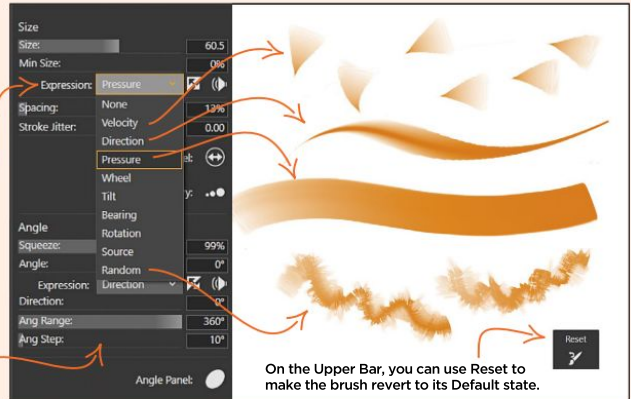 Size
Size: 60.5
Min Size: 0%
Expression: Pressure
Spacing: 13%
Stroke Jitter: 0.00
None
Velocity
Direction
Pressure
Wheel
Tilt
Bearing
Rotation
Source
Random
Angle
Squeeze: 99%
Angle: 0°
Expression: Direction
Direction: 0°
Ang Range: 360°
Ang Step: 10°
Angle Panel:
Reset
On the Upper Bar, you can use Reset to
make the brush revert to its Default state.